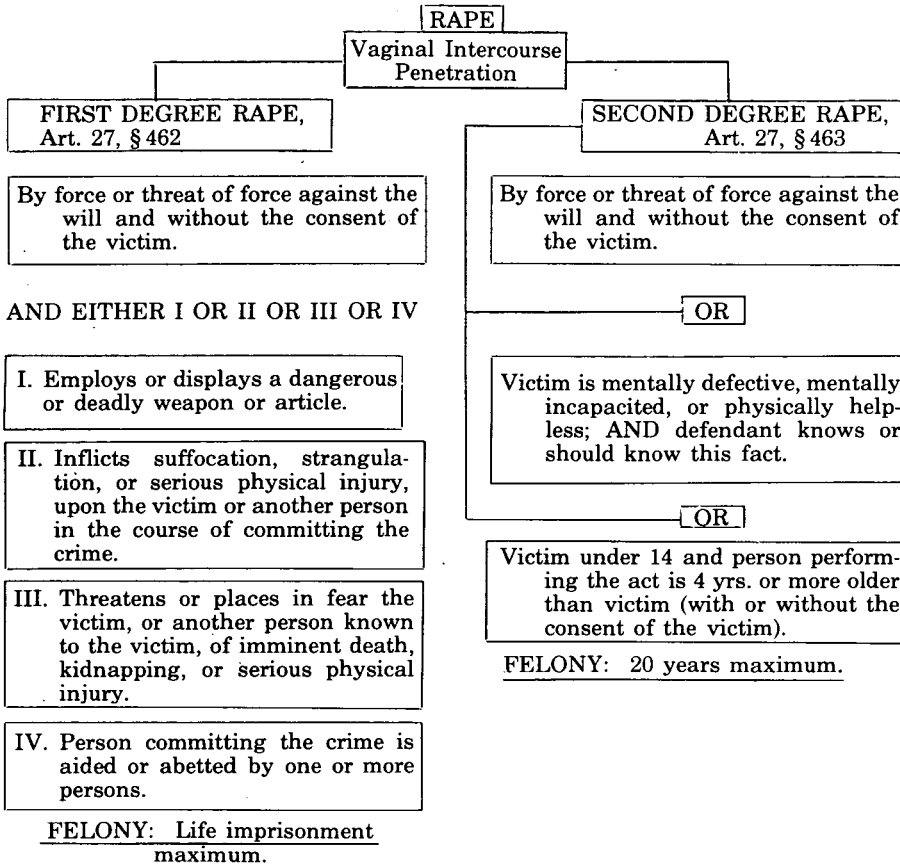 RAPE
Vaginal Intercourse
Penetration
FIRST DEGREE RAPE,
Art. 27, § 462
By force or threat of force against the
will and without the consent of
the victim.
AND EITHER I OR II OR III OR IV
I. Employs or displays a dangerous
or deadly weapon or article.
II. Inflicts suffocation, strangula-
tion, or serious physical injury,
upon the victim or another person
in the course of committing the
crime.
III. Threatens or places in fear the
victim, or another person known
to the victim, of imminent death,
kidnapping, or serious physical
injury.
IV. Person committing the crime is
aided or abetted by one or more
persons.
FELONY: Life imprisonment
maximum.
SECOND DEGREE RAPE,
Art. 27, § 463
By force or threat of force against the
will and without the consent of
the victim.
OR
Victim is mentally defective, mentally
incapacited, or physically help-
less; AND defendant knows or
should know this fact.
OR
Victim under 14 and person perform-
ing the act is 4 yrs. or more older
than victim (with or without the
consent of the victim).
FELONY: 20 years maximum.